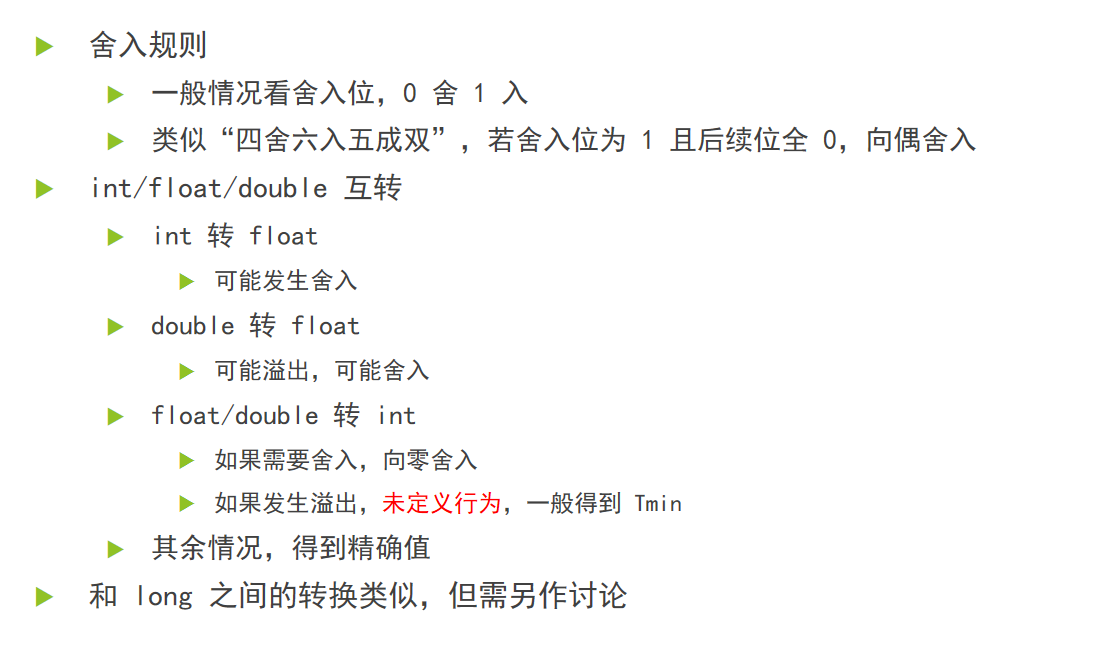 舍入规则
一般情况看舍入位，0 舍 1 入
类似“四舍六入五成双”，若舍入位为 1 且后续位全 0，向偶舍入
int/float/double 互转
int 转 float
可能发生舍入
double 转 float
可能溢出，可能舍入
float/double 转 int
如果需要舍入，向零舍入
如果发生溢出，未定义行为，一般得到 Tmin
其余情况，得到精确值
和 long 之间的转换类似，但需另作讨论